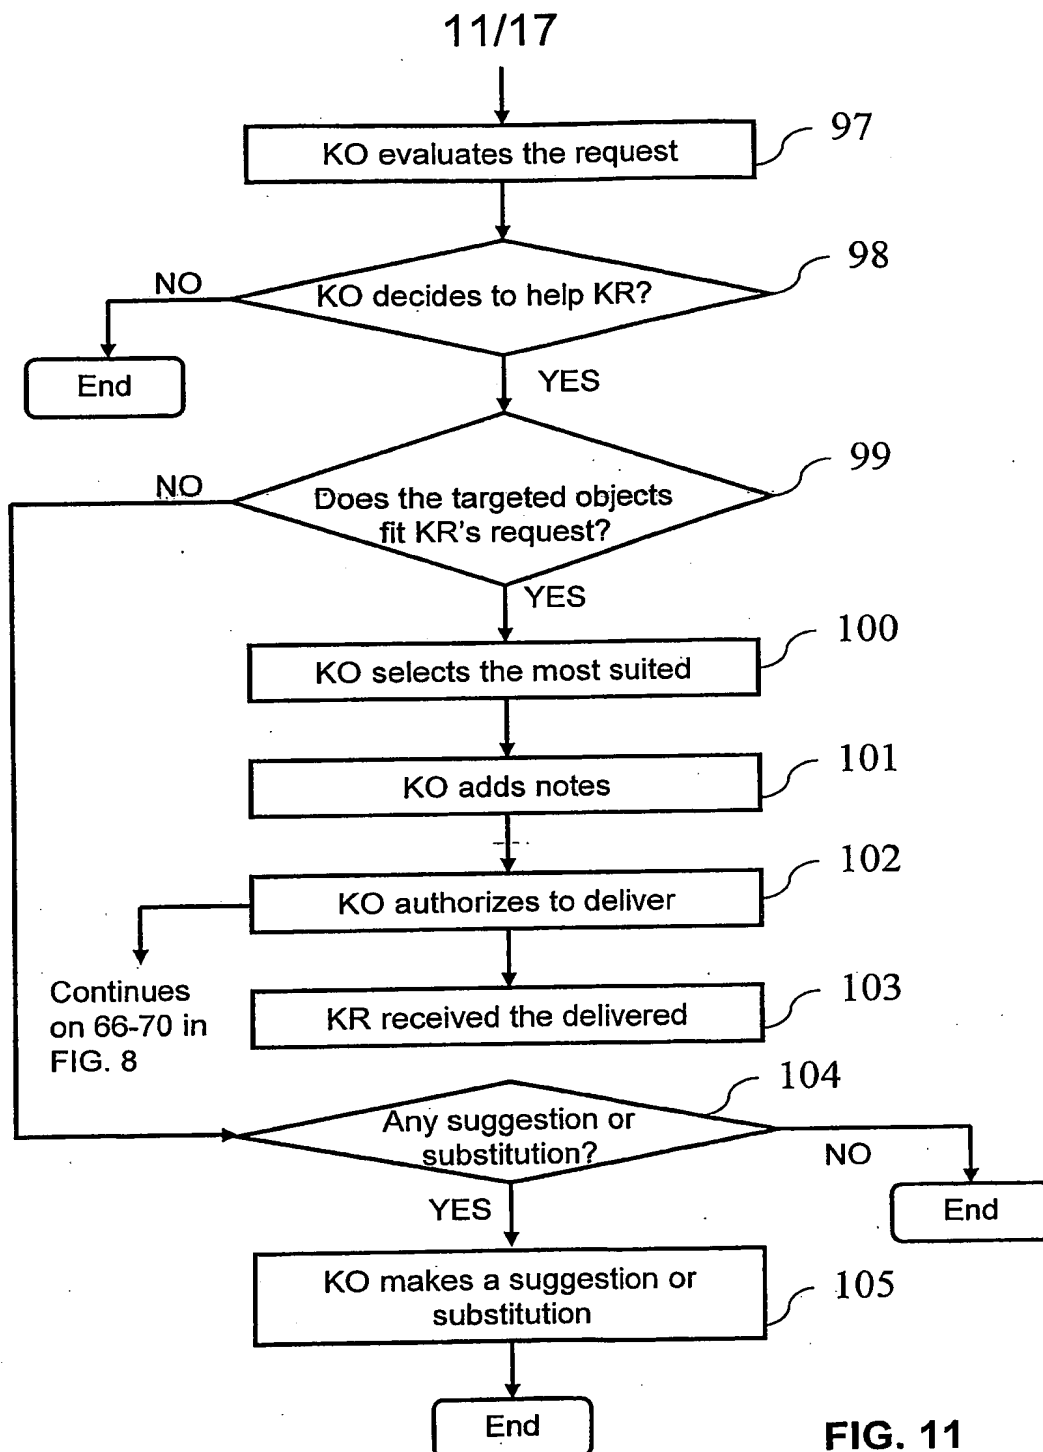 11/17
KO evaluates the request
97
KO decides to help KR?
98
NO
End
YES
Does the targeted objects
fit KR's request?
99
NO
YES
KO selects the most suited
100
KO adds notes
101
KO authorizes to deliver
102
Continues
on 66-70 in
FIG. 8
KR received the delivered
103
Any suggestion or
substitution?
104
NO
End
YES
KO makes a suggestion or
substitution
105
End
FIG. 11